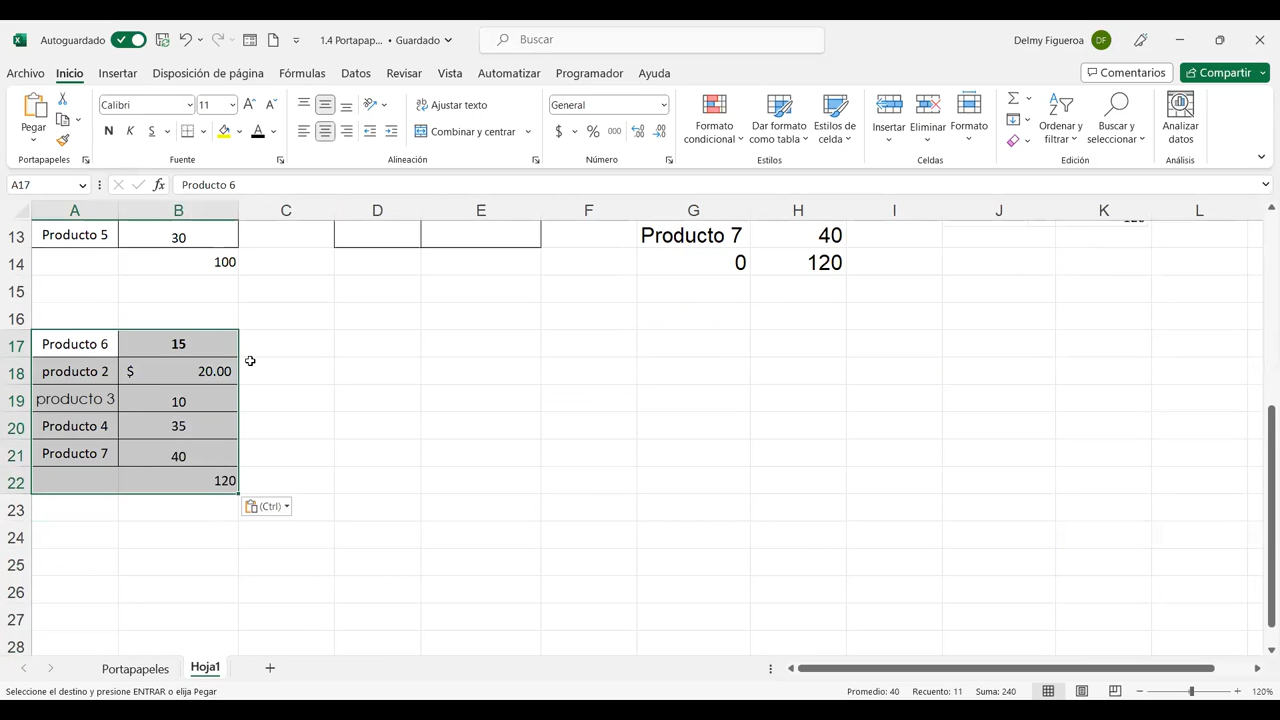 Autoguardado 1.4 Portapap... • Guardado Buscar Delmy Figueroa DF
Archivo Inicio Insertar Disposición de página Fórmulas Datos Revisar Vista Automatizar Programador Ayuda Comentarios Compartir
Pegar Calibri 11 A A Ajustar texto General Formato condicional Dar formato como tabla Estilos de celda Insertar Eliminar Formato Ordenar y filtrar Buscar y seleccionar Analizar datos
N K S A Combinar y centrar $ % 000
Portapapeles Fuente Alineación Número Estilos Celdas Edición Análisis
A17 fx Producto 6
A B C D E F G H I J K L
13 Producto 5 30 Producto 7 40
14 100 0 120
15
16
17 Producto 6 15
18 producto 2 $ 20.00
19 producto 3 10
20 Producto 4 35
21 Producto 7 40
22 120
23 (Ctrl)
24
25
26
27
28
Portapapeles Hoja1
Seleccione el destino y presione ENTRAR o elija Pegar Promedio: 40 Recuento: 11 Suma: 240 120%